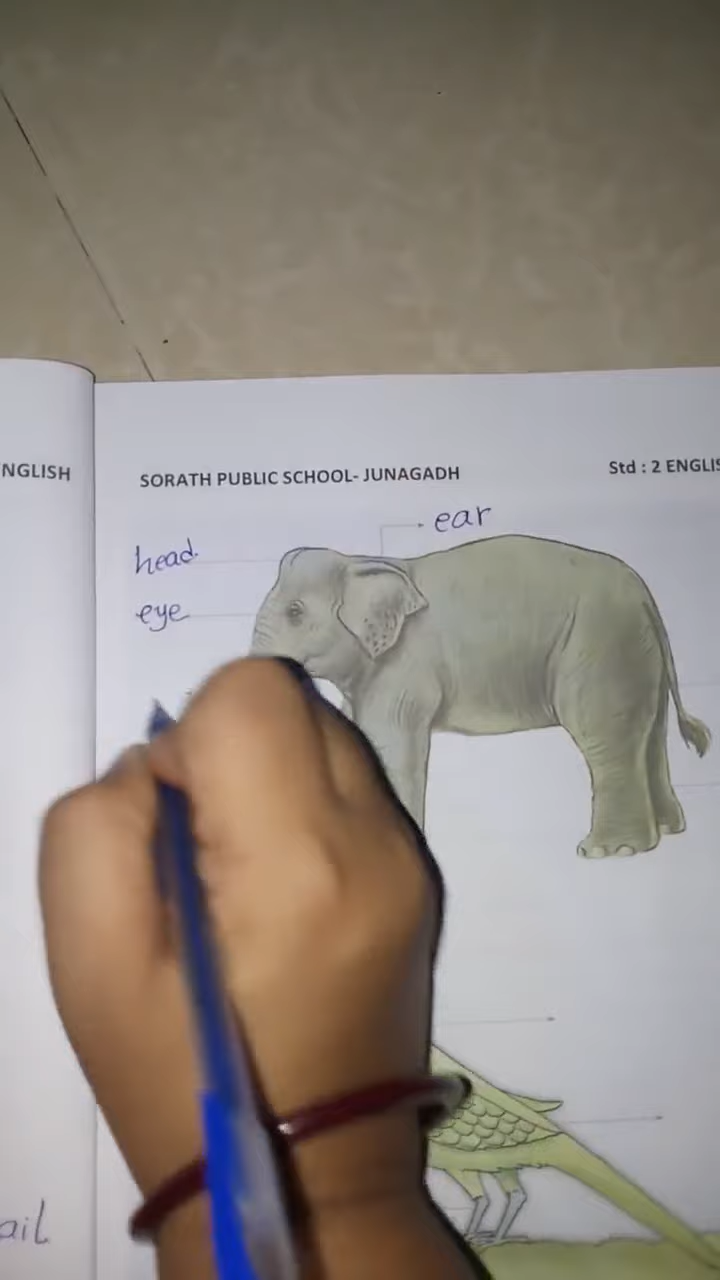 NGLISH
SORATH PUBLIC SCHOOL- JUNAGADH
Std : 2 ENGLIS
ear
head
eye
ail